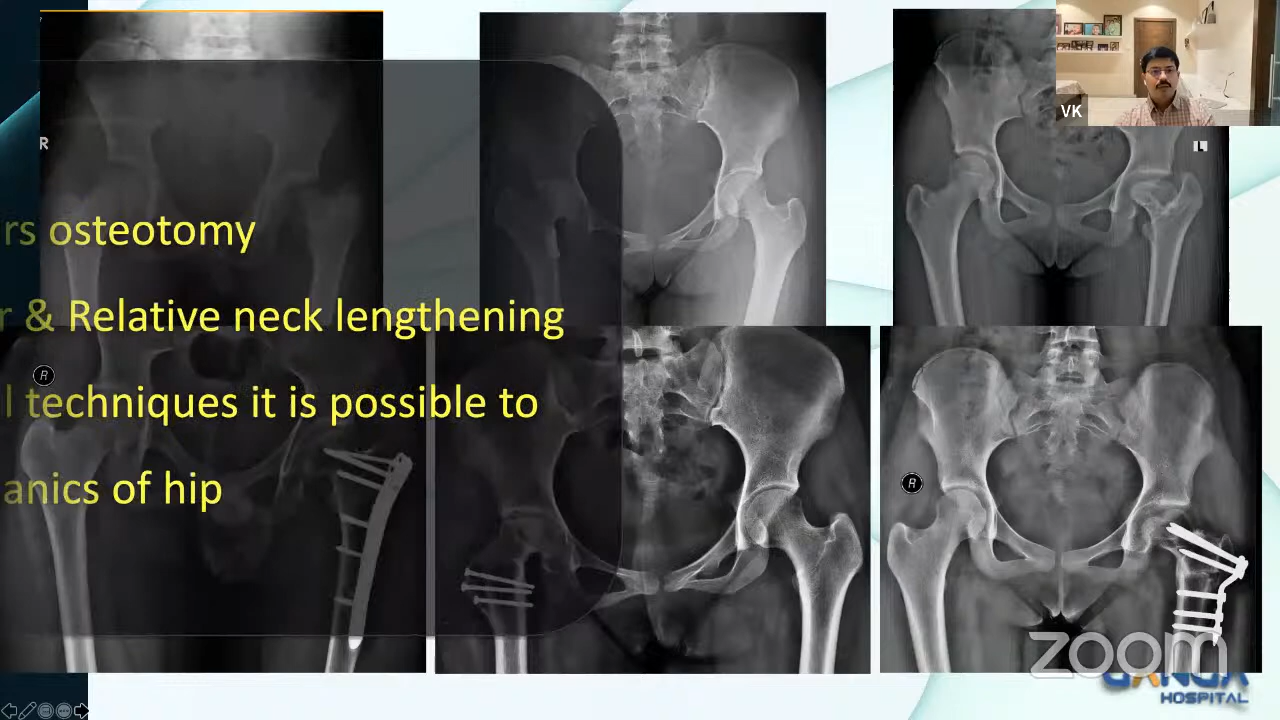 VK
R
L
rs osteotomy
r & Relative neck lengthening
R
l techniques it is possible to
R
anics of hip
zoom
HOSPITAL